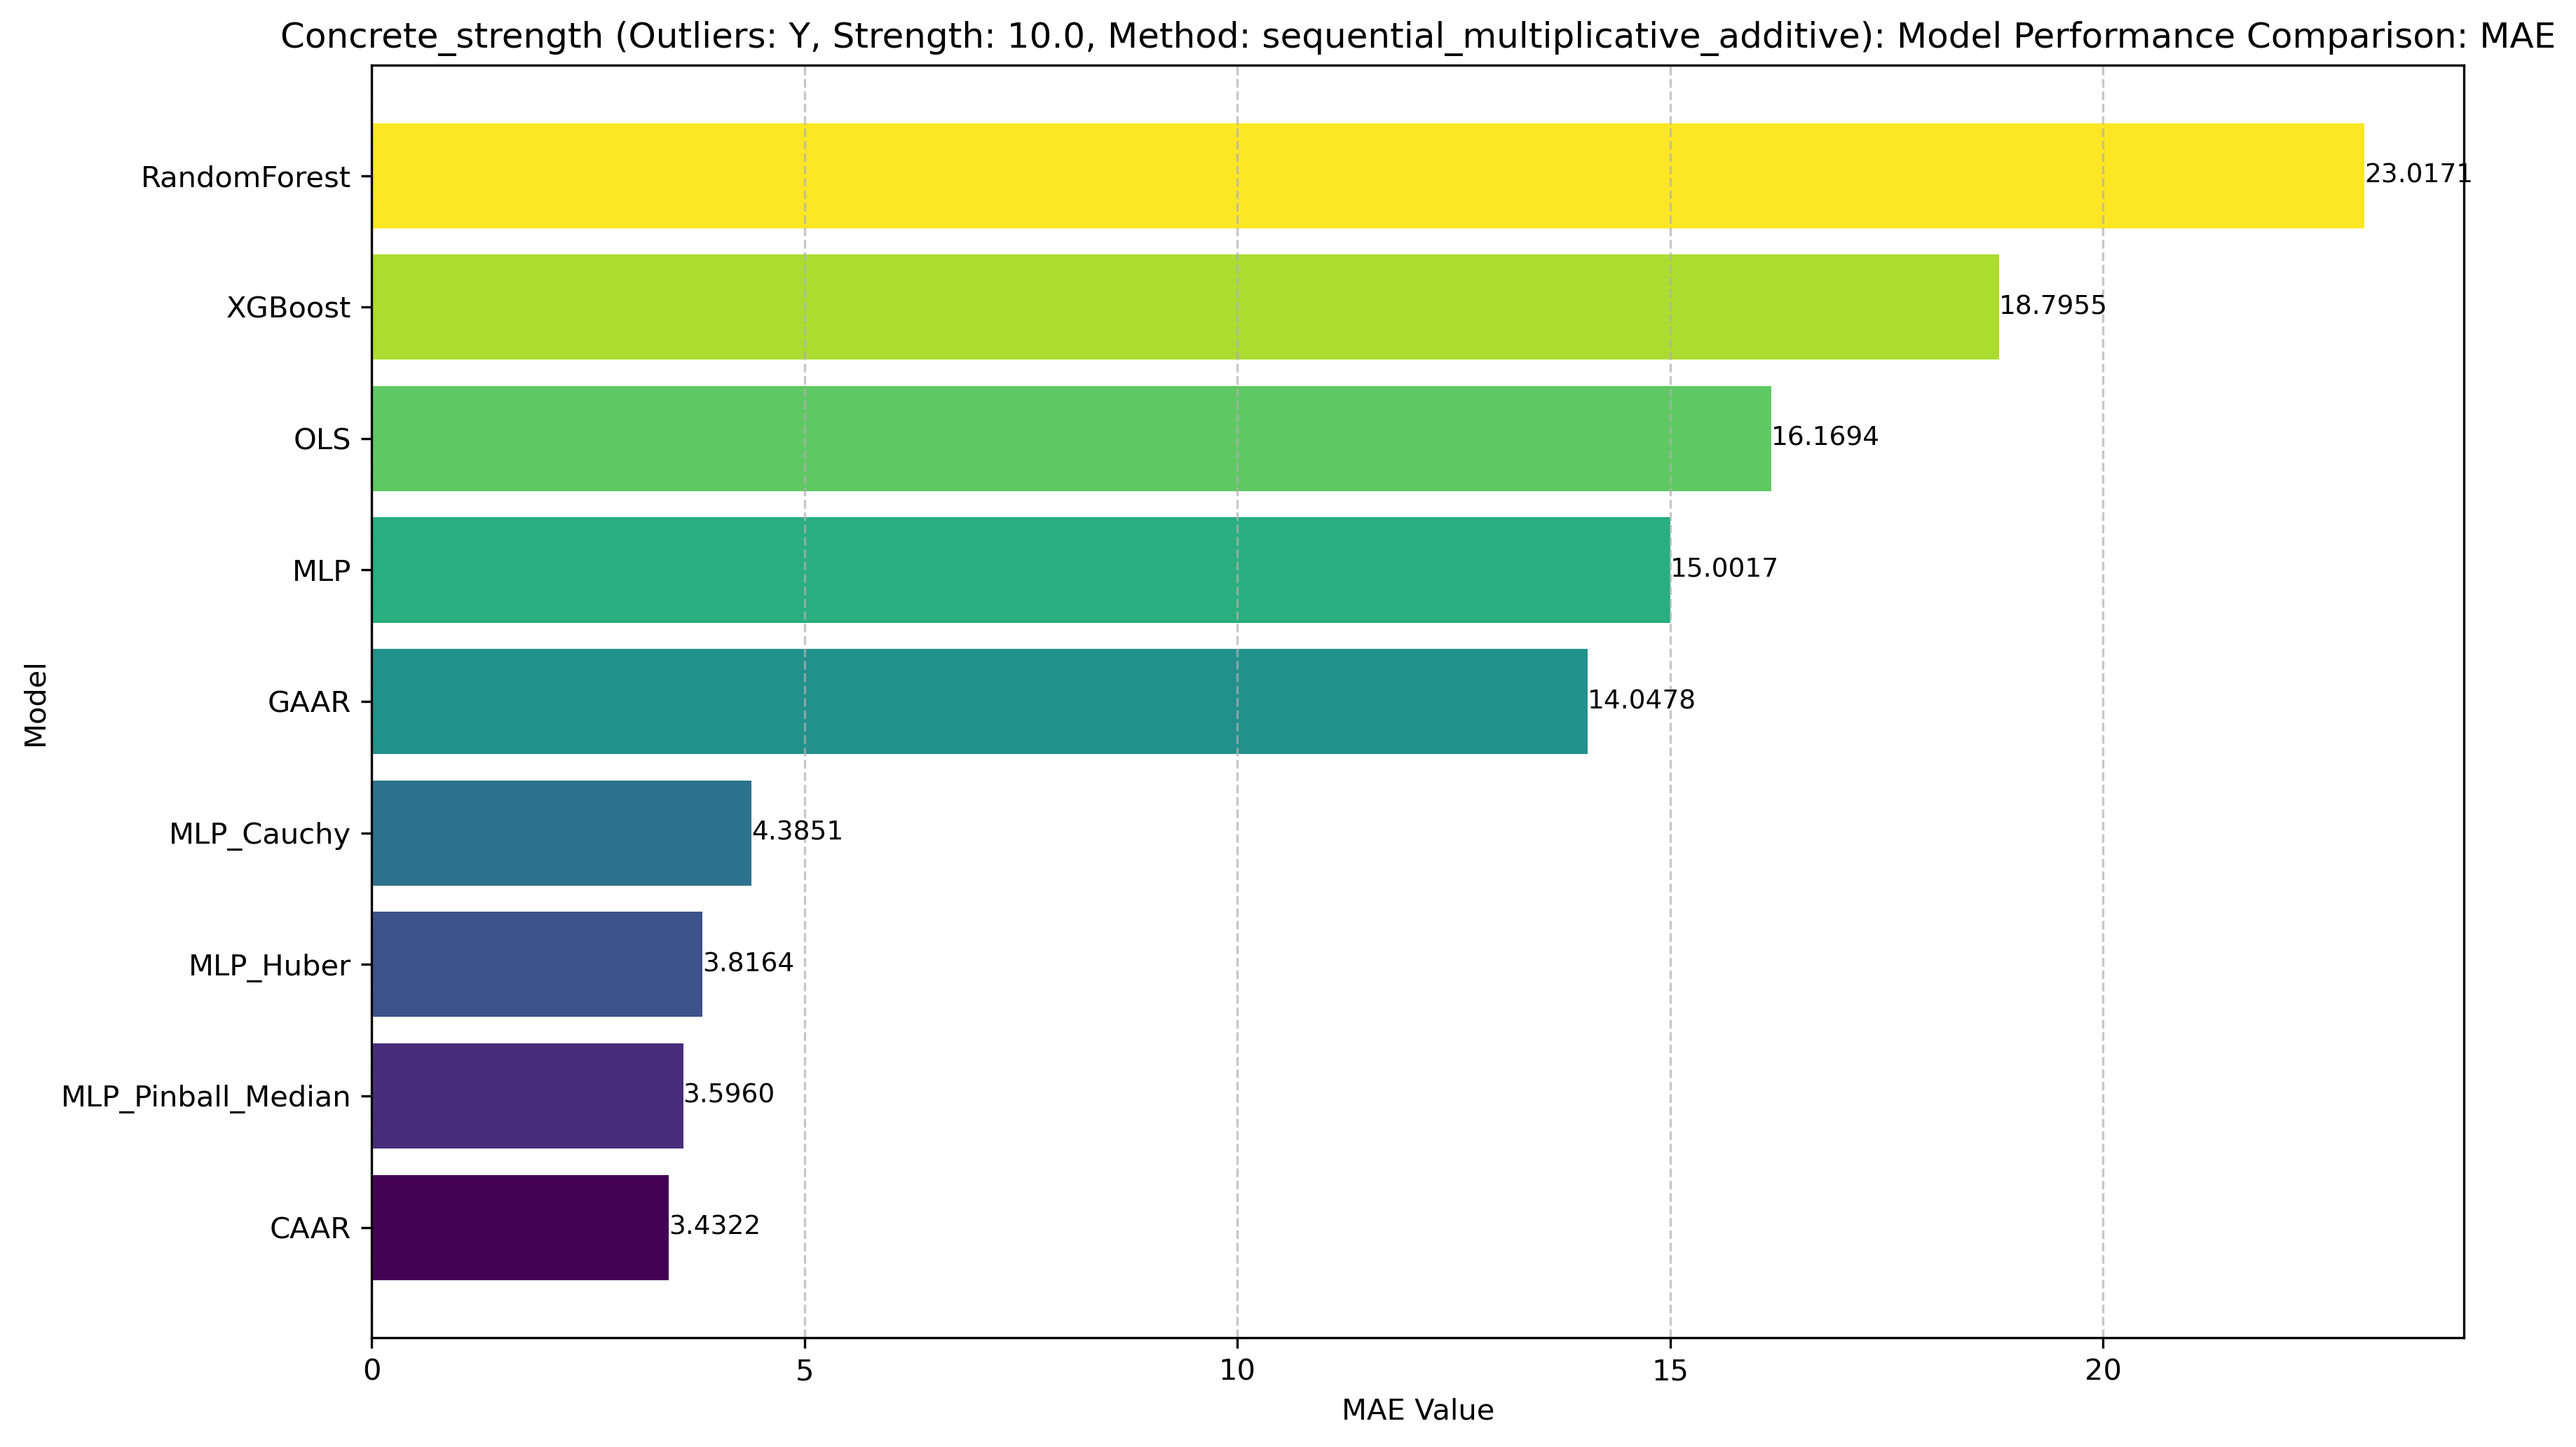 Concrete_strength (Outliers: Y, Strength: 10.0, Method: sequential_multiplicative_additive): Model Performance Comparison: MAE
RandomForest
23.0171
XGBoost
18.7955
OLS
16.1694
MLP
15.0017
GAAR
14.0478
MLP_Cauchy
4.3851
MLP_Huber
3.8164
MLP_Pinball_Median
3.5960
CAAR
3.4322
Model
0
5
10
15
20
MAE Value